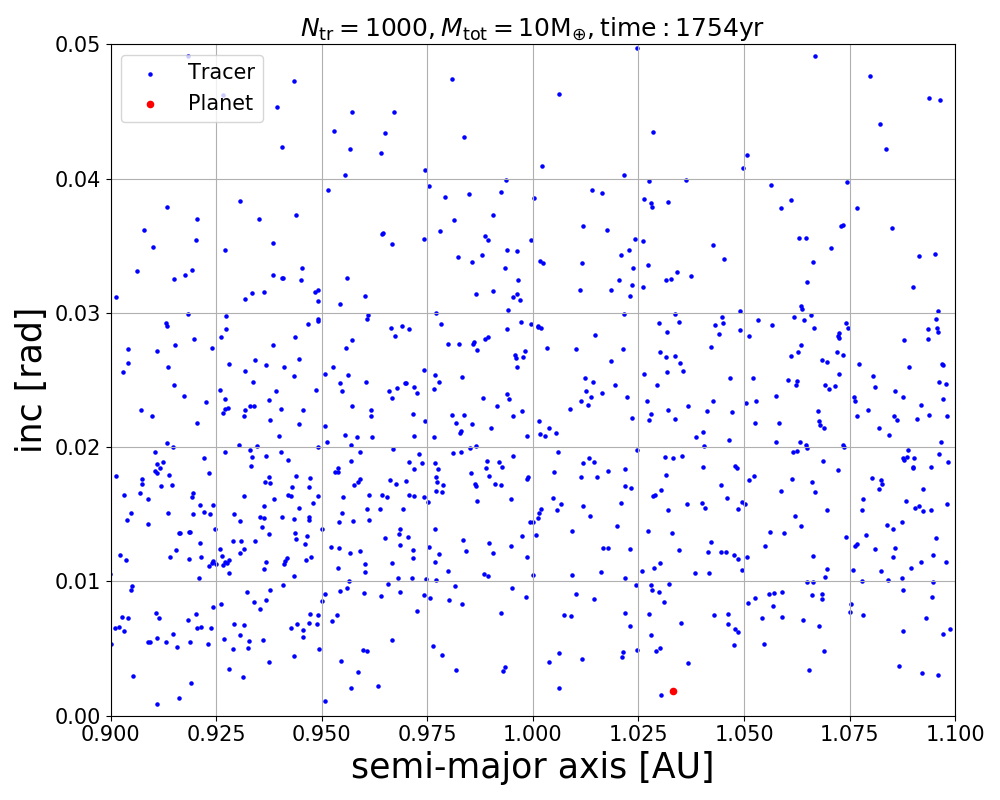 N_tr = 1000, M_tot = 10M_⊕, time : 1754yr
Tracer
Planet
inc [rad]
0.05
0.04
0.03
0.02
0.01
0.00
0.900 0.925 0.950 0.975 1.000 1.025 1.050 1.075 1.100
semi-major axis [AU]